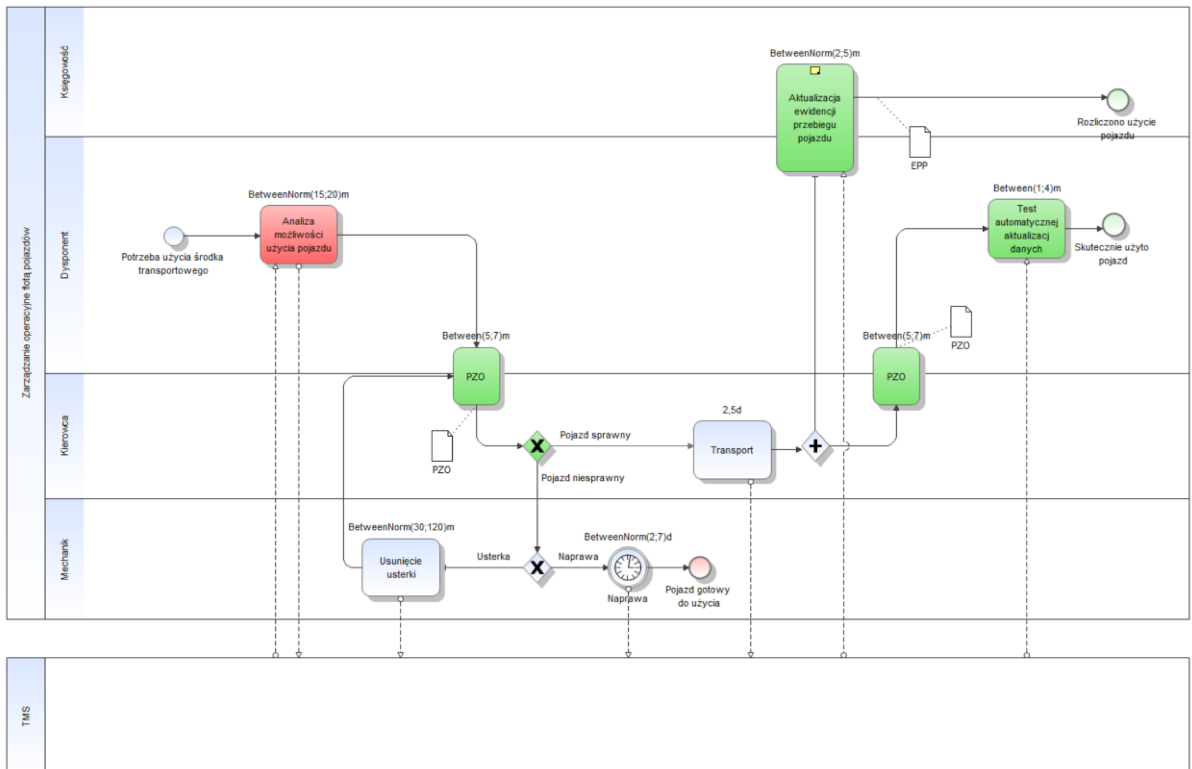 Zarządzanie operacyjne flotą pojazdów
Księgowość
BetweenNorm(2;5)m
Aktualizacja
ewidencji
przebiegu
pojazdu
Rozliczono użycie
pojazdu
EPP
Dysponent
BetweenNorm(15;20)m
Analiza
możliwości
użycia pojazdu
Potrzeba użycia środka
transportowego
Between(1;4)m
Test
automatycznej
aktualizacj
danych
Skutecznie użyto
pojazd
Between(5;7)m
PZO
Between(5;7)m
PZO
PZO
Kierowca
PZO
Pojazd sprawny
2,5d
Transport
Pojazd niesprawny
Mechanik
BetweenNorm(30;120)m
Usunięcie
usterki
Usterka
Naprawa
BetweenNorm(2;7)d
Naprawa
Pojazd gotowy
do użycia
TMS